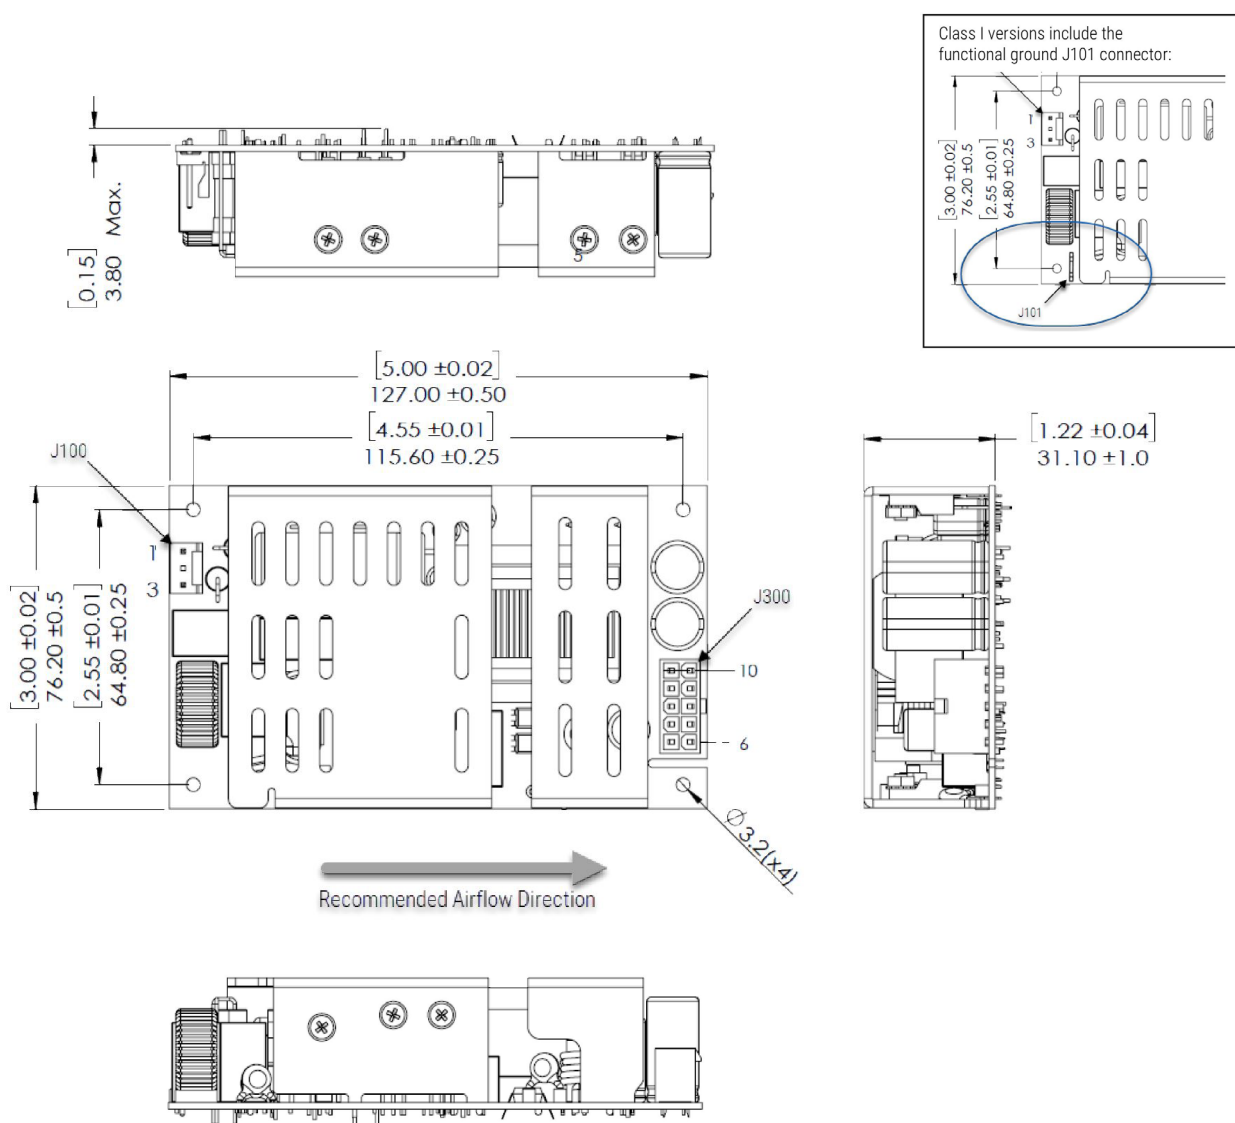 Class I versions include the
functional ground J101 connector:
1
3
[3.00 ±0.02]
76.20 ±0.5
[2.55 ±0.01]
64.80 ±0.25
J101
[0.15]
3.80 Max.
5
[5.00 ±0.02]
127.00 ±0.50
[4.55 ±0.01]
115.60 ±0.25
J100
[1.22 ±0.04]
31.10 ±1.0
1
3
J300
10
6
[3.00 ±0.02]
76.20 ±0.5
[2.55 ±0.01]
64.80 ±0.25
∅3.2(x4)
Recommended Airflow Direction